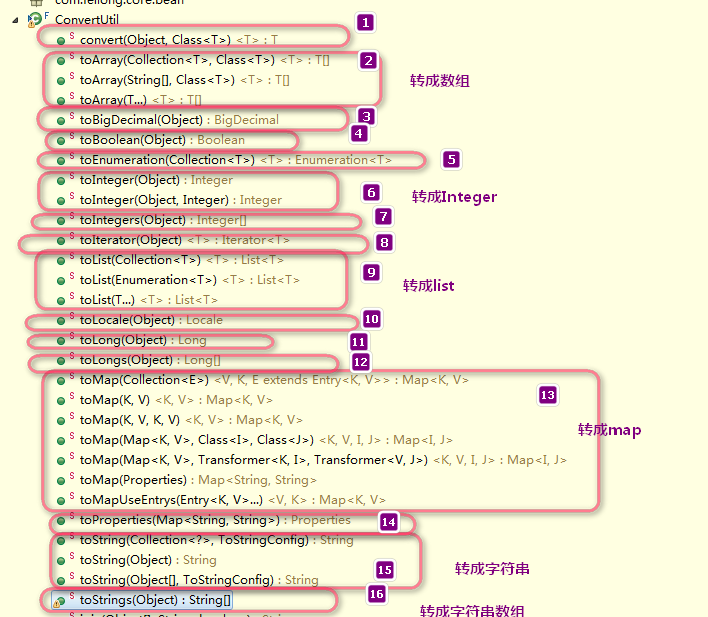 com.feilong.core.bean
ConvertUtil
convert(Object, Class<T>) <T> : T 1
toArray(Collection<T>, Class<T>) <T> : T[] 2
toArray(String[], Class<T>) <T> : T[] 转成数组
toArray(T...) <T> : T[]
toBigDecimal(Object) : BigDecimal 3
toBoolean(Object) : Boolean 4
toEnumeration(Collection<T>) <T> : Enumeration<T> 5
toInteger(Object) : Integer 6
toInteger(Object, Integer) : Integer 转成Integer
toIntegers(Object) : Integer[] 7
toIterator(Object) <T> : Iterator<T> 8
toList(Collection<T>) <T> : List<T> 9
toList(Enumeration<T>) <T> : List<T> 转成list
toList(T...) <T> : List<T>
toLocale(Object) : Locale 10
toLong(Object) : Long 11
toLongs(Object) : Long[] 12
toMap(Collection<E>) <V, K, E extends Entry<K, V>> : Map<K, V> 13
toMap(K, V) <K, V> : Map<K, V>
toMap(K, V, K, V) <K, V> : Map<K, V> 转成map
toMap(Map<K, V>, Class<I>, Class<J>) <K, V, I, J> : Map<I, J>
toMap(Map<K, V>, Transformer<K, I>, Transformer<V, J>) <K, V, I, J> : Map<I, J>
toMap(Properties) : Map<String, String>
toMapUseEntrys(Entry<K, V>...) <V, K> : Map<K, V>
toProperties(Map<String, String>) : Properties 14
toString(Collection<?>, ToStringConfig) : String
toString(Object) : String 15 转成字符串
toString(Object[], ToStringConfig) : String
toStrings(Object) : String[] 16
转成字符串数组